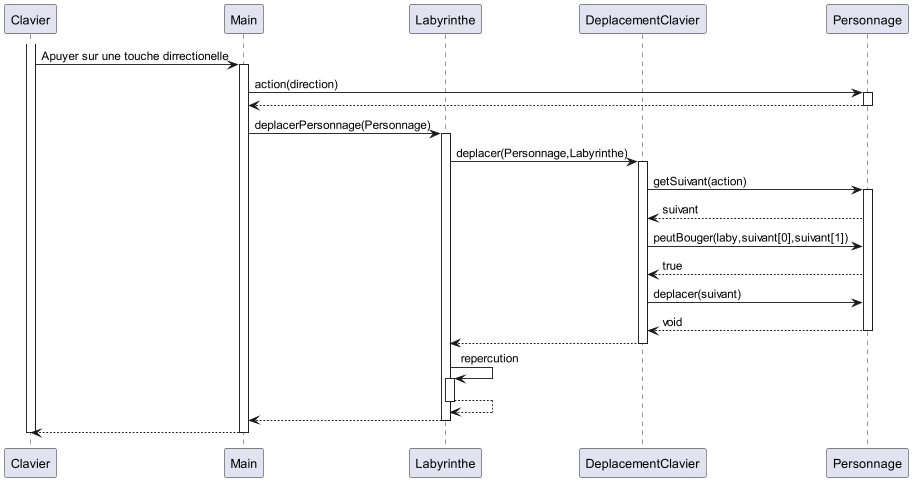 Clavier
Main
Labyrinthe
DeplacementClavier
Personnage
Apuyer sur une touche dirrectionelle
action(direction)
deplacerPersonnage(Personnage)
deplacer(Personnage,Labyrinthe)
getSuivant(action)
suivant
peutBouger(laby,suivant[0],suivant[1])
true
deplacer(suivant)
void
repercution
Clavier
Main
Labyrinthe
DeplacementClavier
Personnage